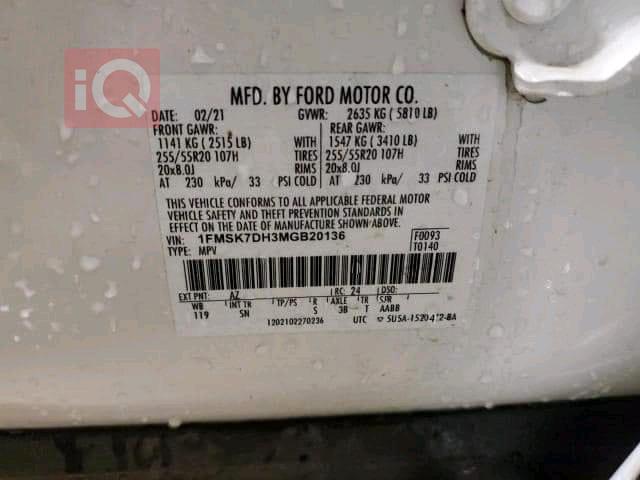 iQ
MFD. BY FORD MOTOR CO.
DATE: 02/21 GVWR: 2635 KG ( 5810 LB)
FRONT GAWR: REAR GAWR:
1141 KG ( 2515 LB) WITH 1547 KG ( 3410 LB) WITH
255/55R20 107H TIRES 255/55R20 107H TIRES
20x8.0J RIMS 20x8.0J RIMS
AT 230 kPa/ 33 PSI COLD AT 230 kPa/ 33 PSI COLD
THIS VEHICLE CONFORMS TO ALL APPLICABLE FEDERAL MOTOR
VEHICLE SAFETY AND THEFT PREVENTION STANDARDS IN
EFFECT ON THE DATE OF MANUFACTURE SHOWN ABOVE.
VIN: 1FMSK7DH3MGB20136 F0093
TYPE: MPV T0140
EXT PNT: AZ RC: 24 DSO:
WB INT TR TP/PS R AXLE TR S/R
119 SN S 3B T AABB
1202102270236 UTC